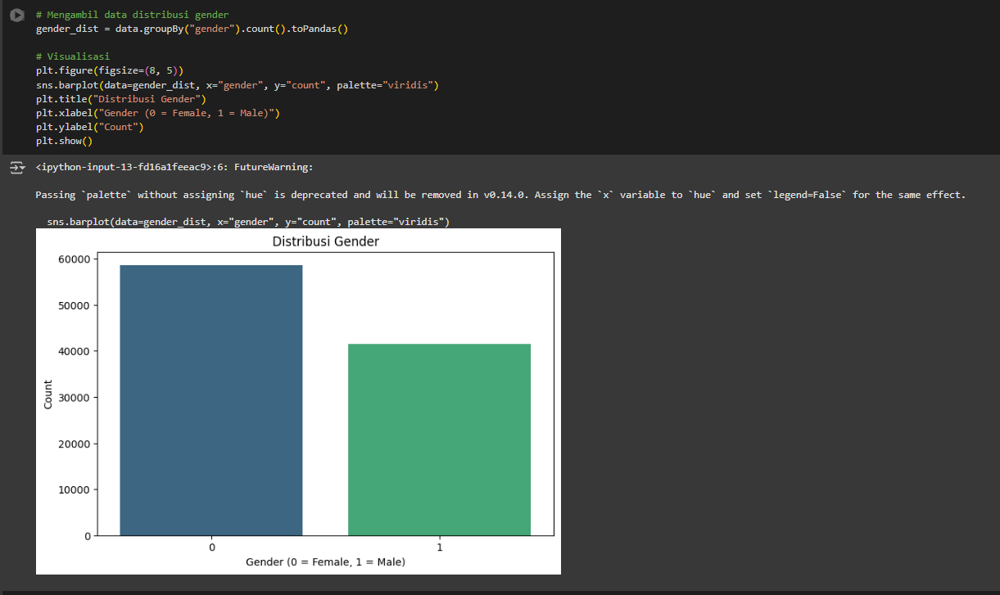 # Mengambil data distribusi gender
gender_dist = data.groupBy("gender").count().toPandas()
# Visualisasi
plt.figure(figsize=(8, 5))
sns.barplot(data=gender_dist, x="gender", y="count", palette="viridis")
plt.title("Distribusi Gender")
plt.xlabel("Gender (0 = Female, 1 = Male)")
plt.ylabel("Count")
plt.show()
<ipython-input-13-fd16a1feeac9>:6: FutureWarning:
Passing `palette` without assigning `hue` is deprecated and will be removed in v0.14.0. Assign the `x` variable to `hue` and set `legend=False` for the same effect.
sns.barplot(data=gender_dist, x="gender", y="count", palette="viridis")
Distribusi Gender
60000
50000
40000
30000
20000
10000
0
Count
0 1
Gender (0 = Female, 1 = Male)